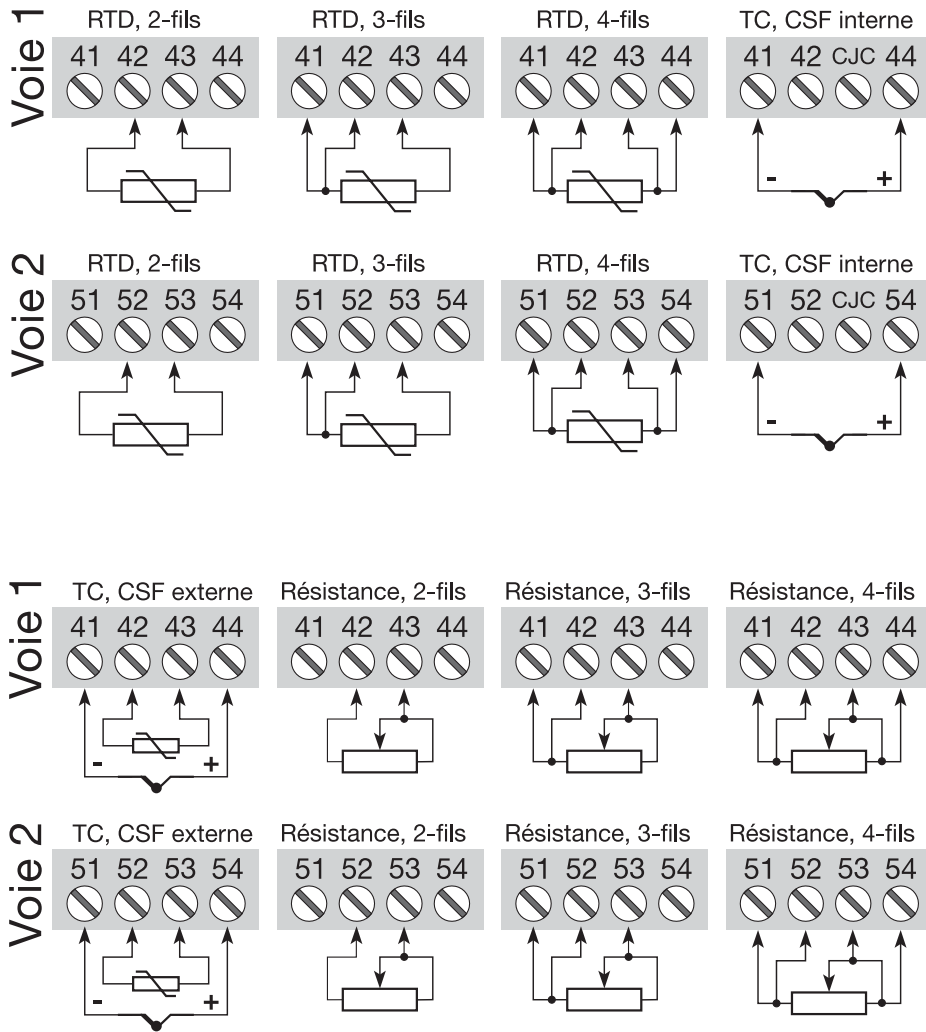 Voie 1
RTD, 2-fils
41 42 43 44
RTD, 3-fils
41 42 43 44
RTD, 4-fils
41 42 43 44
TC, CSF interne
41 42 CJC 44
- +
Voie 2
RTD, 2-fils
51 52 53 54
RTD, 3-fils
51 52 53 54
RTD, 4-fils
51 52 53 54
TC, CSF interne
51 52 CJC 54
- +
Voie 1
TC, CSF externe
41 42 43 44
- +
Résistance, 2-fils
41 42 43 44
Résistance, 3-fils
41 42 43 44
Résistance, 4-fils
41 42 43 44
Voie 2
TC, CSF externe
51 52 53 54
- +
Résistance, 2-fils
51 52 53 54
Résistance, 3-fils
51 52 53 54
Résistance, 4-fils
51 52 53 54